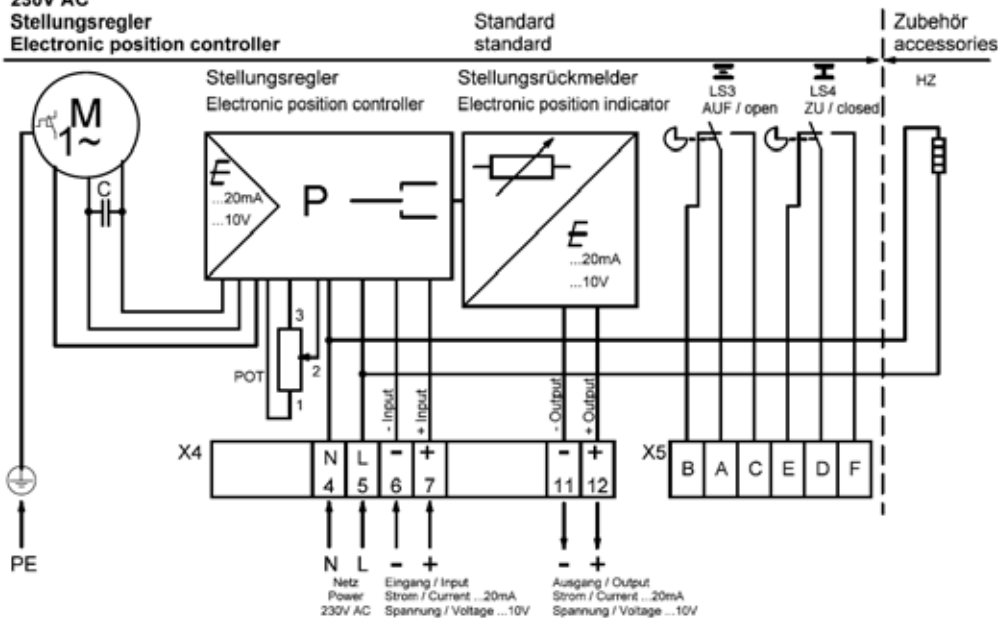 230V AC
Stellungsregler
Electronic position controller
Standard
standard
Zubehör
accessories
Stellungsregler
Electronic position controller
Stellungsrückmelder
Electronic position indicator
LS3
AUF / open
LS4
ZU / closed
HZ
M
1~
C
E
...20mA
...10V
P
E
...20mA
...10V
POT
3
2
1
- Input
+ Input
- Output
+ Output
X4
N
4
L
5
-
6
+
7
-
11
+
12
X5
B A C E D F
PE
N L - +
- +
Netz
Power
230V AC
Eingang / Input
Strom / Current ...20mA
Spannung / Voltage ...10V
Ausgang / Output
Strom / Current ...20mA
Spannung / Voltage ...10V